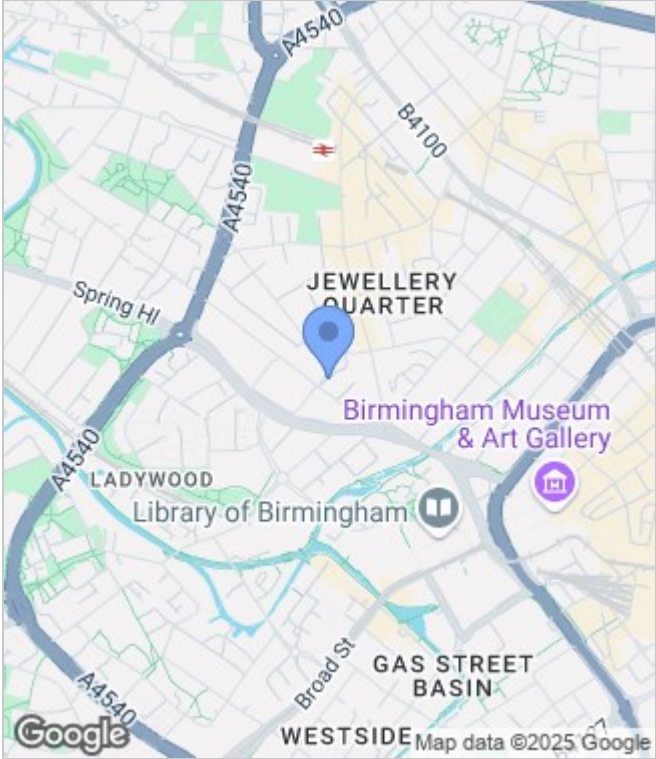 A4540
B4100
A4540
JEWELLERY
QUARTER
Spring Hl
Birmingham Museum
& Art Gallery
A4540
LADYWOOD
Library of Birmingham
Broad St
GAS STREET
BASIN
A4540
WESTSIDE
Google
Map data ©2025 Google